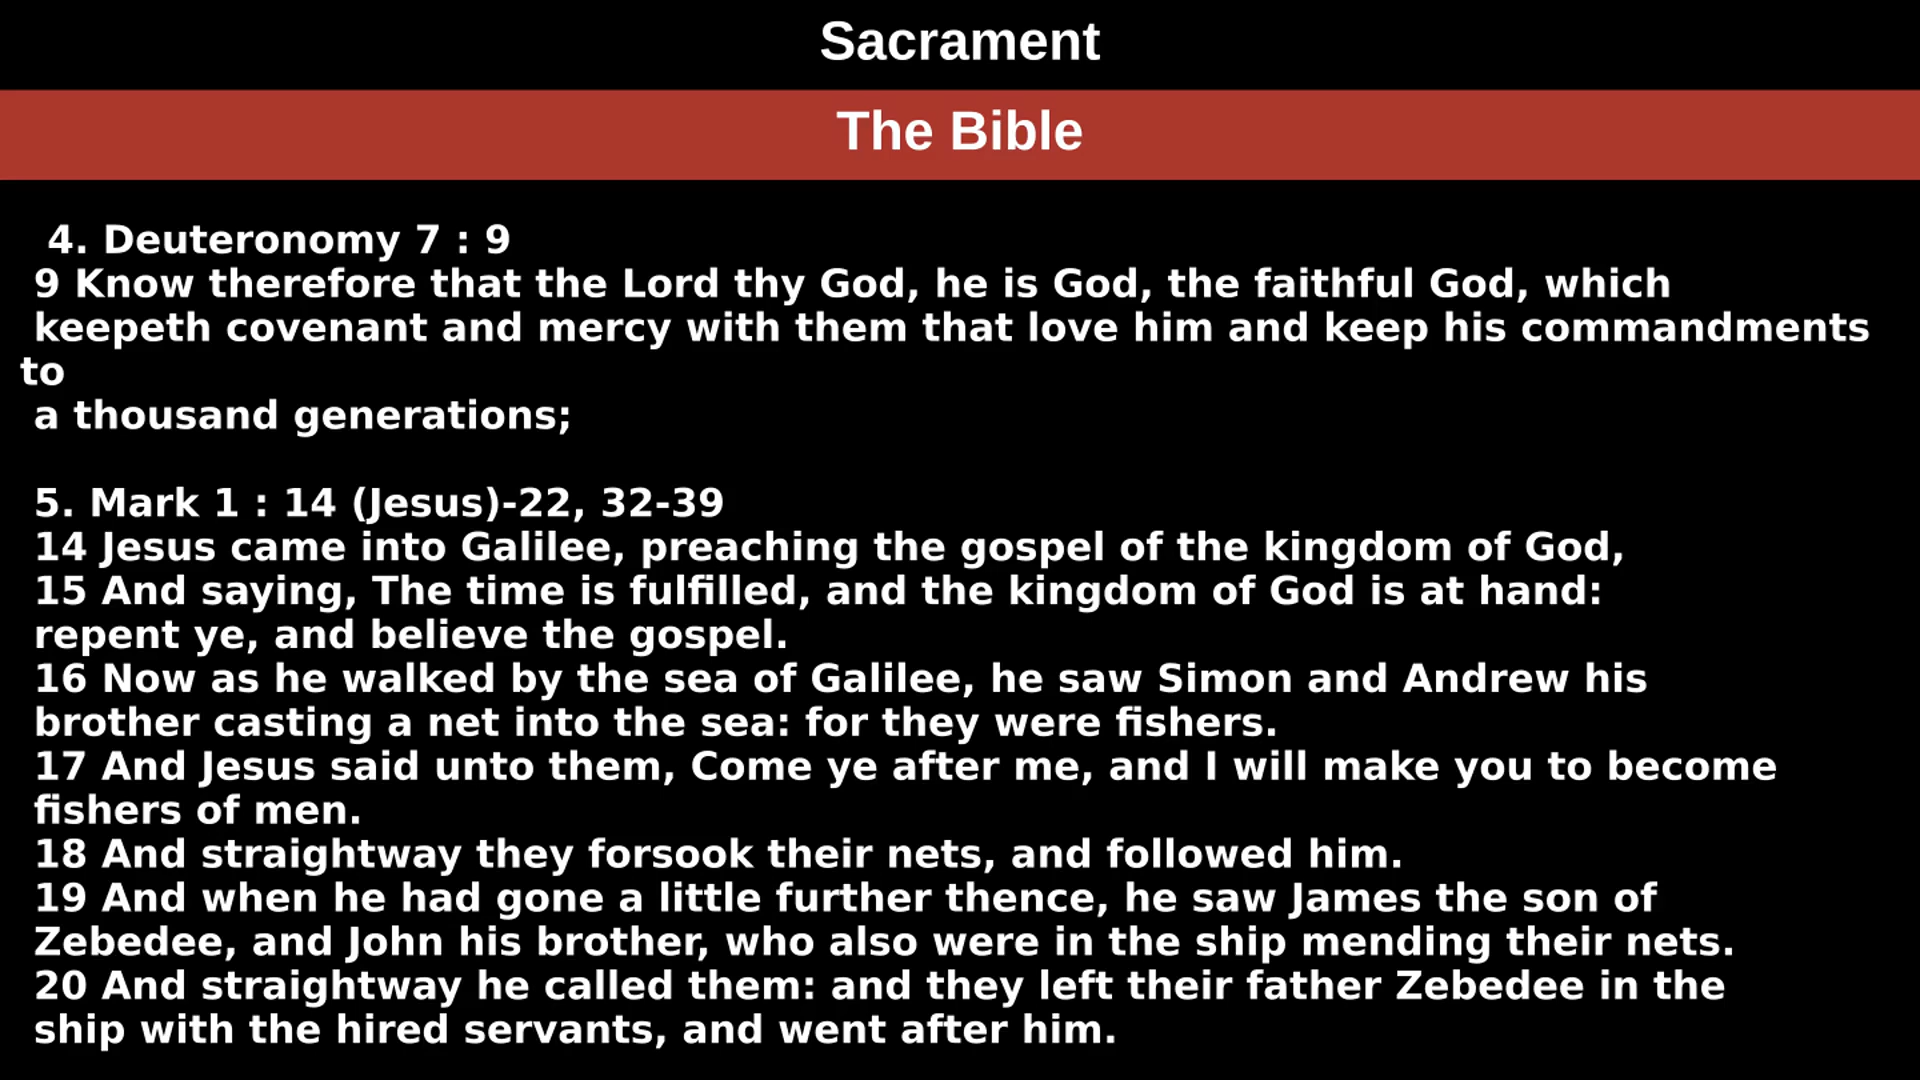 Sacrament
The Bible
4. Deuteronomy 7 : 9
9 Know therefore that the Lord thy God, he is God, the faithful God, which
keepeth covenant and mercy with them that love him and keep his commandments
to
a thousand generations;
5. Mark 1 : 14 (Jesus)-22, 32-39
14 Jesus came into Galilee, preaching the gospel of the kingdom of God,
15 And saying, The time is fulfilled, and the kingdom of God is at hand:
repent ye, and believe the gospel.
16 Now as he walked by the sea of Galilee, he saw Simon and Andrew his
brother casting a net into the sea: for they were fishers.
17 And Jesus said unto them, Come ye after me, and I will make you to become
fishers of men.
18 And straightway they forsook their nets, and followed him.
19 And when he had gone a little further thence, he saw James the son of
Zebedee, and John his brother, who also were in the ship mending their nets.
20 And straightway he called them: and they left their father Zebedee in the
ship with the hired servants, and went after him.